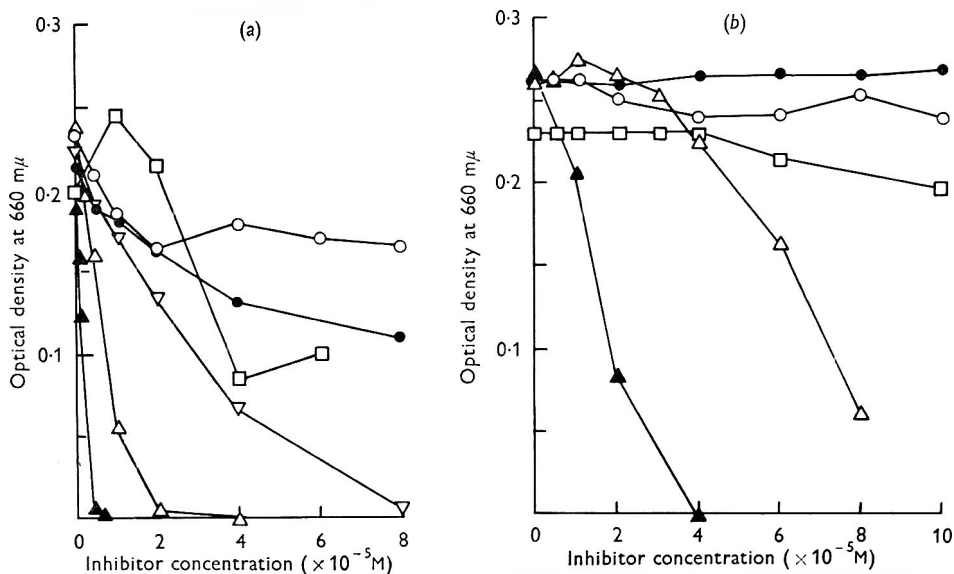 (a)
0·3
0·2
0·1
Optical density at 660 mμ
0 2 4 6 8
Inhibitor concentration (×10⁻⁵M)
(b)
0·3
0·2
0·1
Optical density at 660 mμ
0 2 4 6 8 10
Inhibitor concentration (×10⁻⁵M)